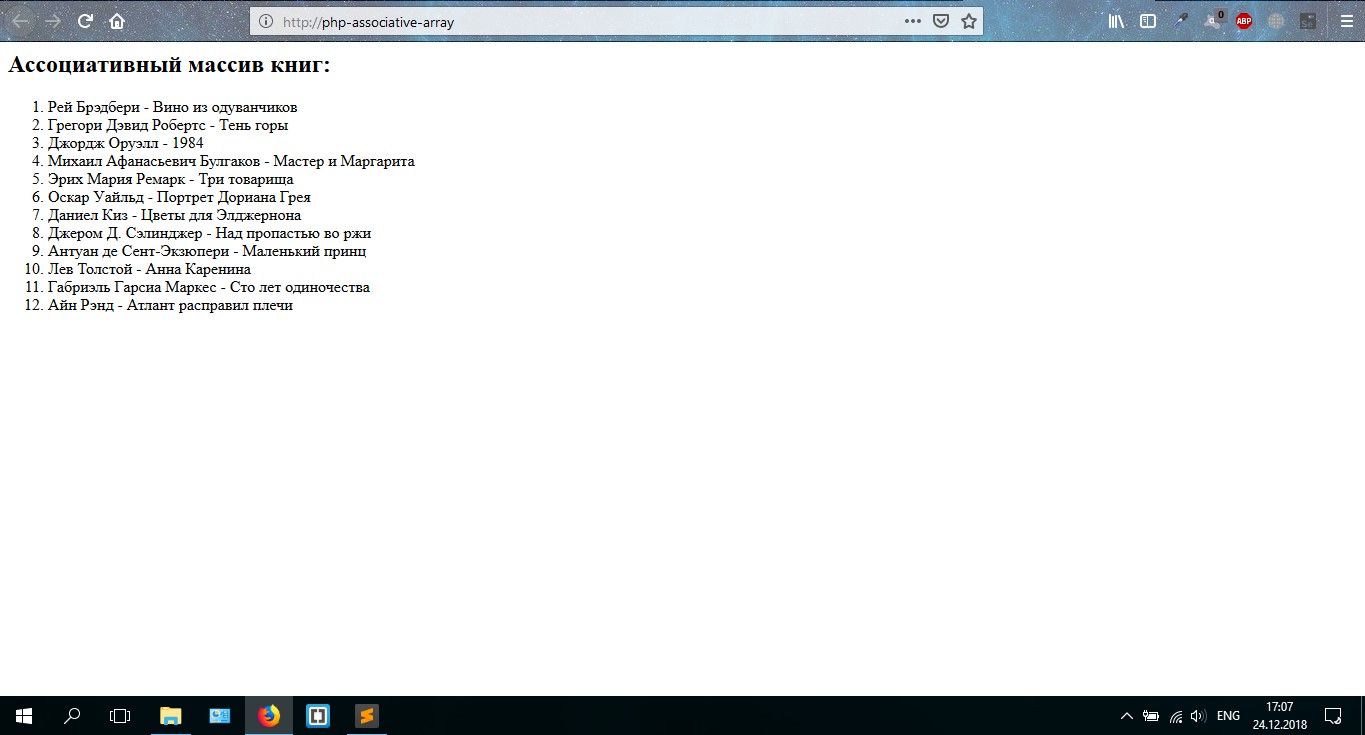 http://php-associative-array
0
ABP
Ассоциативный массив книг:
1. Рей Брэдбери - Вино из одуванчиков
2. Грегори Дэвид Робертс - Тень горы
3. Джордж Оруэлл - 1984
4. Михаил Афанасьевич Булгаков - Мастер и Маргарита
5. Эрих Мария Ремарк - Три товарища
6. Оскар Уайльд - Портрет Дориана Грея
7. Даниел Киз - Цветы для Элджернона
8. Джером Д. Сэлинджер - Над пропастью во ржи
9. Антуан де Сент-Экзюпери - Маленький принц
10. Лев Толстой - Анна Каренина
11. Габриэль Гарсиа Маркес - Сто лет одиночества
12. Айн Рэнд - Атлант расправил плечи
ENG
17:07
24.12.2018